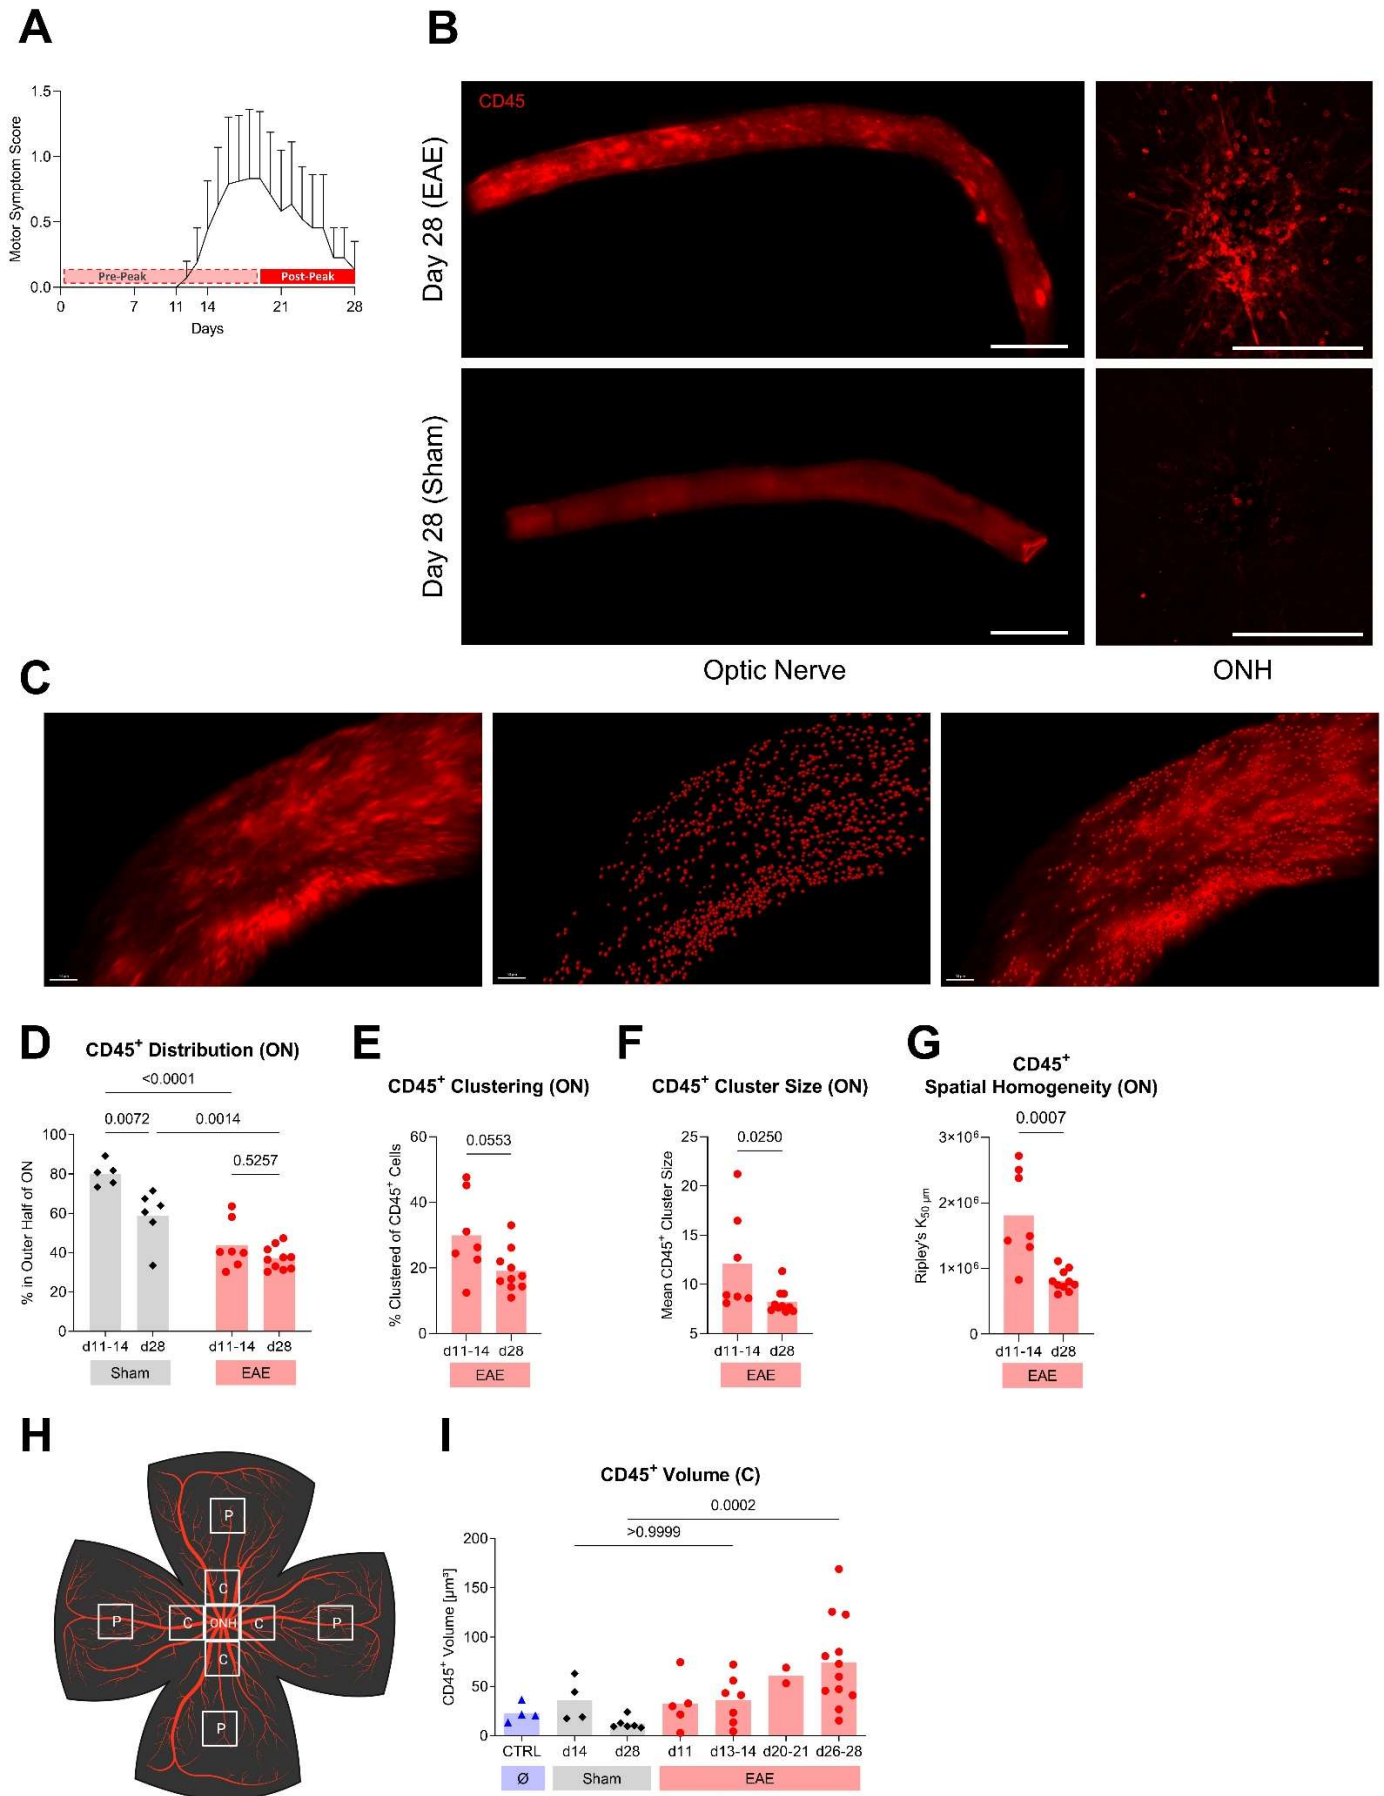 A
1.5
1.0
0.5
0.0
Motor Symptom Score
Pre-Peak
Post-Peak
0
7
11
14
21
28
Days
B
CD45
Day 28 (EAE)
Day 28 (Sham)
Optic Nerve
ONH
C
D
CD45⁺ Distribution (ON)
<0.0001
0.0072
0.0014
0.5257
100
80
60
40
20
0
% in Outer Half of ON
d11-14
d28
d11-14
d28
Sham
EAE
E
CD45⁺ Clustering (ON)
0.0553
60
40
20
0
% Clustered of CD45⁺ Cells
d11-14
d28
EAE
F
CD45⁺ Cluster Size (ON)
0.0250
25
20
15
10
5
Mean CD45⁺ Cluster Size
d11-14
d28
EAE
G
CD45⁺
Spatial Homogeneity (ON)
0.0007
3×10⁶
2×10⁶
1×10⁶
0
Ripley's K50 µm
d11-14
d28
EAE
H
P
C
P
C
ONH
C
P
C
P
I
CD45⁺ Volume (C)
0.0002
>0.9999
200
150
100
50
0
CD45⁺ Volume [µm³]
CTRL
d14
d28
d11
d13-14
d20-21
d26-28
Ø
Sham
EAE